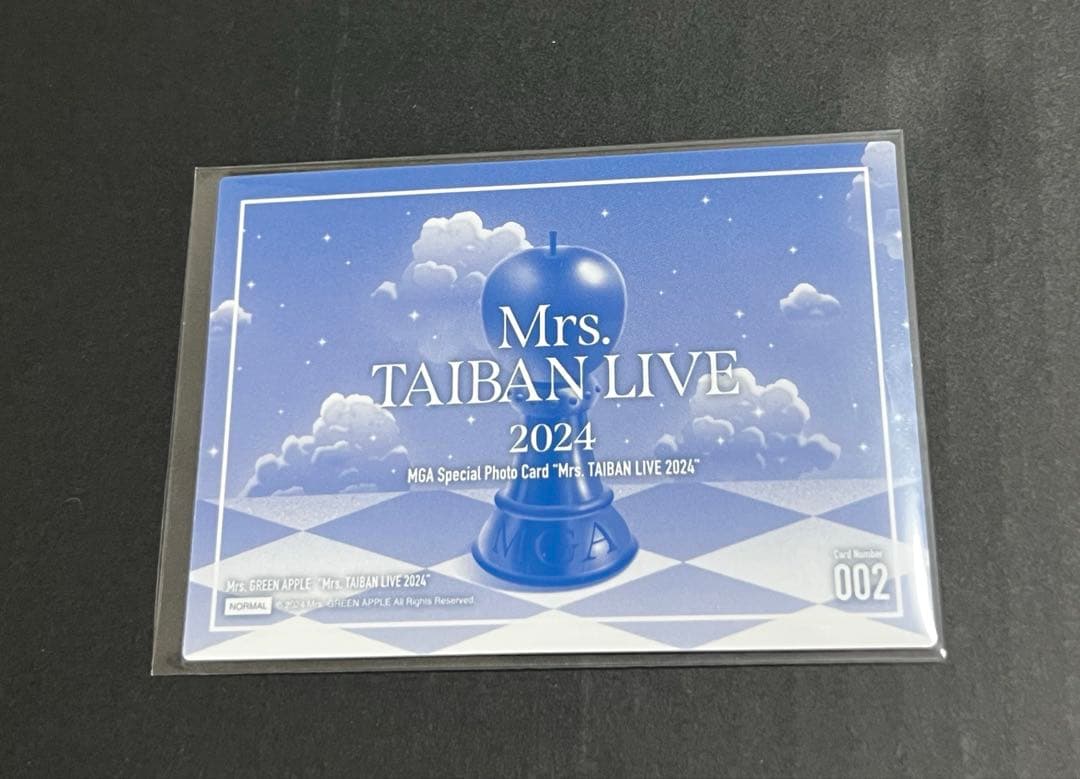 Mrs.
TAIBAN LIVE
2024
MGA Special Photo Card "Mrs. TAIBAN LIVE 2024"
MGA
Card Number
002
Mrs. GREEN APPLE "Mrs. TAIBAN LIVE 2024"
NORMAL © 2024 Mrs. GREEN APPLE All Rights Reserved.